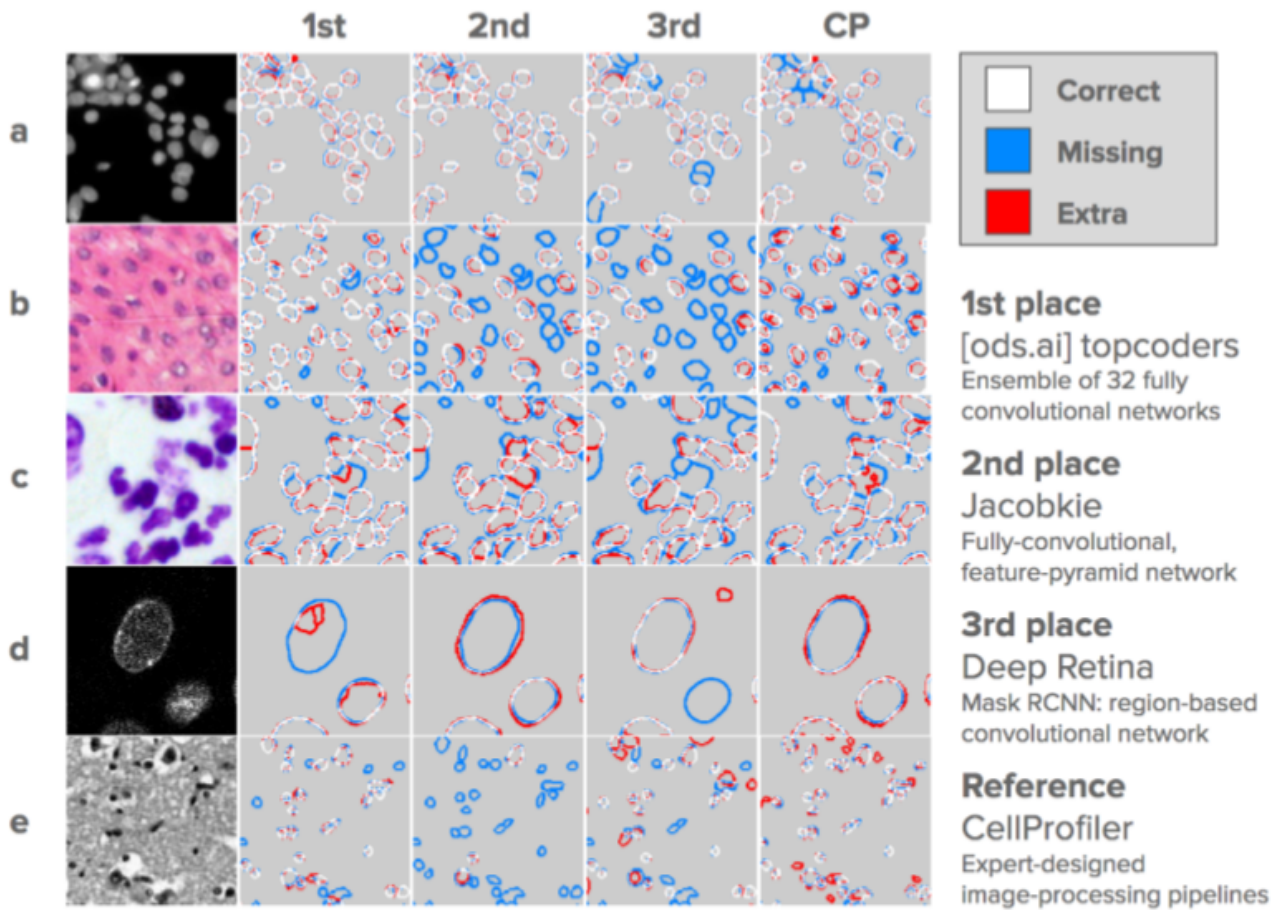 1st 2nd 3rd CP
a
b
c
d
e
Correct
Missing
Extra
1st place
[ods.ai] topcoders
Ensemble of 32 fully
convolutional networks
2nd place
Jacobkie
Fully-convolutional,
feature-pyramid network
3rd place
Deep Retina
Mask RCNN: region-based
convolutional network
Reference
CellProfiler
Expert-designed
image-processing pipelines